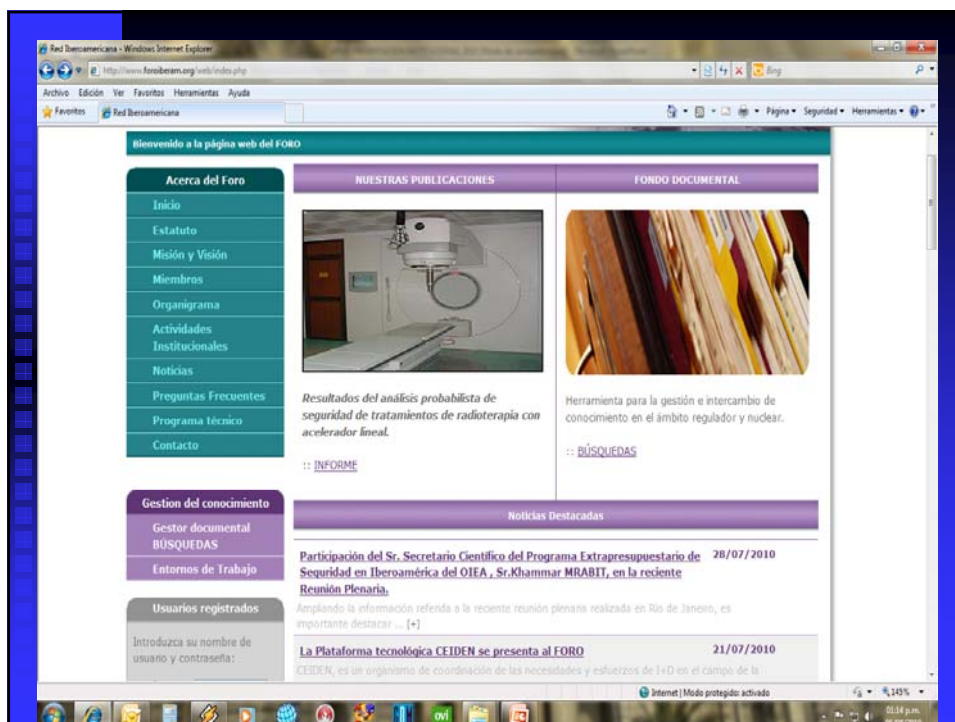 Red Iberoamericana - Windows Internet Explorer
http://www.foroiberam.org/web/index.php
Bing
Archivo Edición Ver Favoritos Herramientas Ayuda
Favoritos Red Iberoamericana
Página Seguridad Herramientas
Bienvenido a la página web del FORO
Acerca del Foro
Inicio
Estatuto
Misión y Visión
Miembros
Organigrama
Actividades
Institucionales
Noticias
Preguntas Frecuentes
Programa técnico
Contacto
Gestion del conocimiento
Gestor documental
BÚSQUEDAS
Entornos de Trabajo
Usuarios registrados
Introduzca su nombre de
usuario y contraseña:
NUESTRAS PUBLICACIONES
Resultados del análisis probabilista de
seguridad de tratamientos de radioterapia con
acelerador lineal.
:: INFORME
FONDO DOCUMENTAL
Herramienta para la gestión e intercambio de
conocimiento en el ámbito regulador y nuclear.
:: BÚSQUEDAS
Noticias Destacadas
Participación del Sr. Secretario Científico del Programa Extrapresupuestario de 28/07/2010
Seguridad en Iberoamérica del OIEA , Sr.Khammar MRABIT, en la reciente
Reunión Plenaria.
Ampliando la información referida a la reciente reunión plenaria realizada en Río de Janeiro, es
importante destacar ... [+]
La Plataforma tecnológica CEIDEN se presenta al FORO 21/07/2010
CEIDEN, es un organismo de coordinación de las necesidades y esfuerzos de I+D en el campo de la
Internet | Modo protegido: activado 145%
ovi
01:14 p.m.